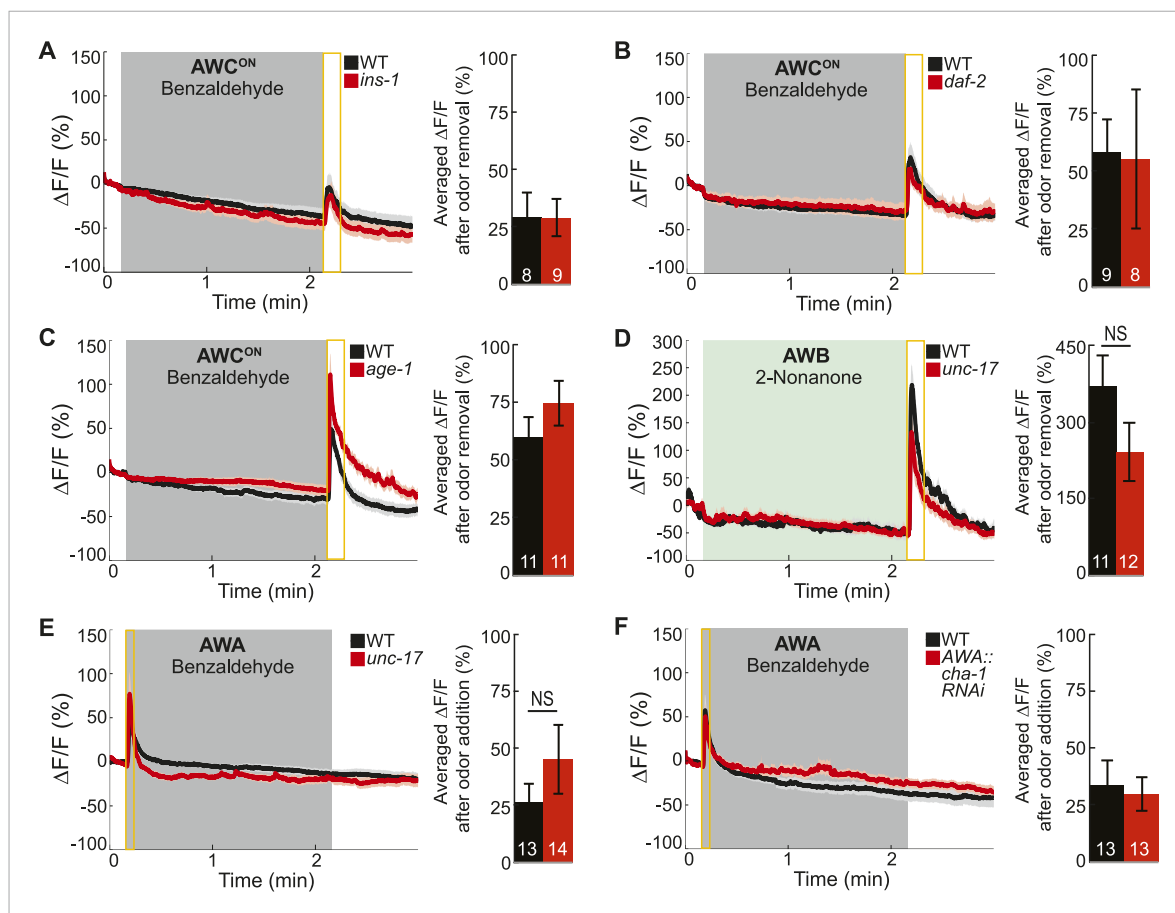 A
AWCᴼᴺ
Benzaldehyde
WT
ins-1
150
100
50
0
-50
-100
ΔF/F (%)
0
1
2
Time (min)
100
75
50
25
0
Averaged ΔF/F
after odor removal (%)
8
9
B
AWCᴼᴺ
Benzaldehyde
WT
daf-2
150
100
50
0
-50
-100
ΔF/F (%)
0
1
2
Time (min)
100
75
50
25
0
Averaged ΔF/F
after odor removal (%)
9
8
C
AWCᴼᴺ
Benzaldehyde
WT
age-1
150
100
50
0
-50
-100
ΔF/F (%)
0
1
2
Time (min)
100
75
50
25
0
Averaged ΔF/F
after odor removal (%)
11
11
D
AWB
2-Nonanone
WT
unc-17
300
250
200
150
100
50
0
-50
-100
ΔF/F (%)
0
1
2
Time (min)
NS
450
300
150
0
Averaged ΔF/F
after odor removal (%)
11
12
E
AWA
Benzaldehyde
WT
unc-17
150
100
50
0
-50
-100
ΔF/F (%)
0
1
2
Time (min)
NS
100
75
50
25
0
Averaged ΔF/F
after odor addition (%)
13
14
F
AWA
Benzaldehyde
WT
AWA::
cha-1
RNAi
150
100
50
0
-50
-100
ΔF/F (%)
0
1
2
Time (min)
100
75
50
25
0
Averaged ΔF/F
after odor addition (%)
13
13